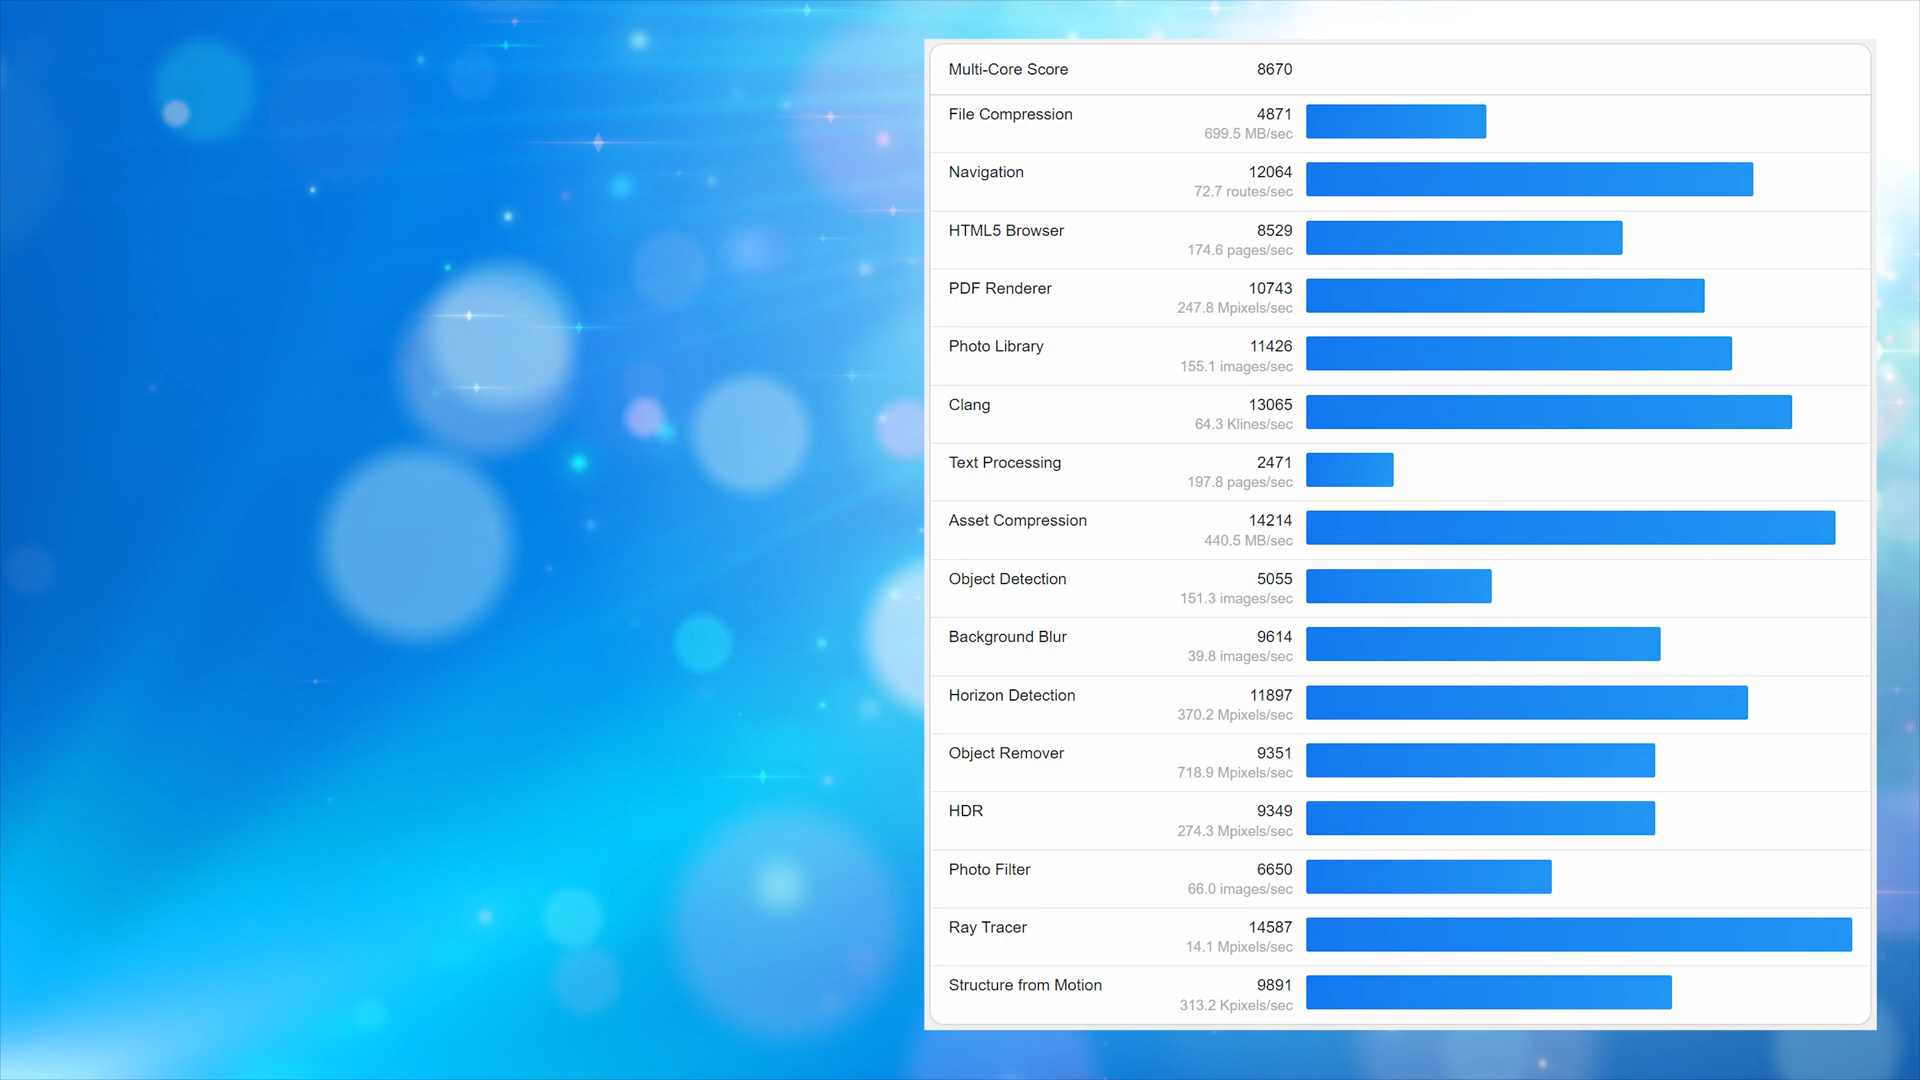 Multi-Core Score 8670
File Compression 4871
699.5 MB/sec
Navigation 12064
72.7 routes/sec
HTML5 Browser 8529
174.6 pages/sec
PDF Renderer 10743
247.8 Mpixels/sec
Photo Library 11426
155.1 images/sec
Clang 13065
64.3 Klines/sec
Text Processing 2471
197.8 pages/sec
Asset Compression 14214
440.5 MB/sec
Object Detection 5055
151.3 images/sec
Background Blur 9614
39.8 images/sec
Horizon Detection 11897
370.2 Mpixels/sec
Object Remover 9351
718.9 Mpixels/sec
HDR 9349
274.3 Mpixels/sec
Photo Filter 6650
66.0 images/sec
Ray Tracer 14587
14.1 Mpixels/sec
Structure from Motion 9891
313.2 Kpixels/sec